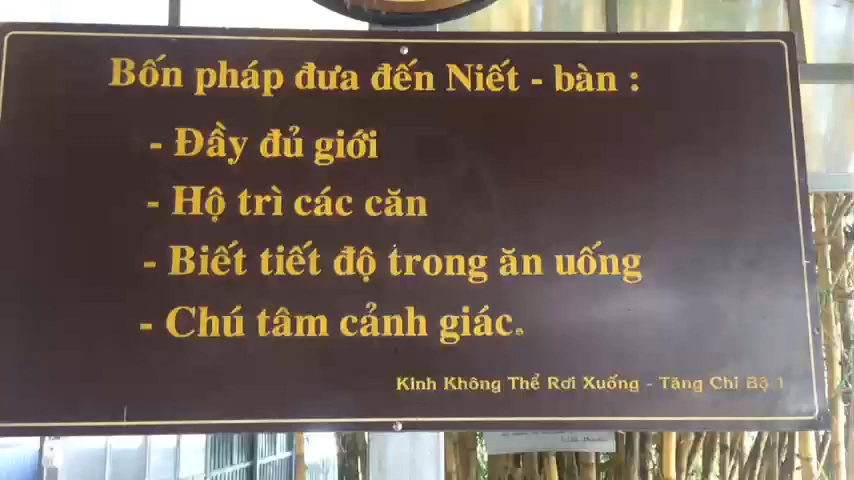 Bốn pháp đưa đến Niết - bàn :
- Đầy đủ giới
- Hộ trì các căn
- Biết tiết độ trong ăn uống
- Chú tâm cảnh giác.
Kinh Không Thể Rơi Xuống - Tăng Chi Bộ 1